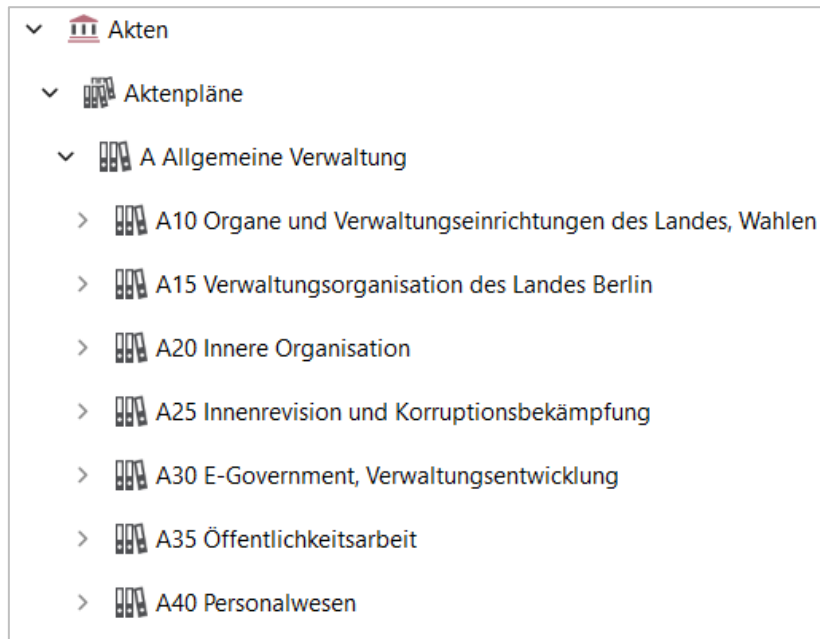 Akten
Aktenpläne
A Allgemeine Verwaltung
A10 Organe und Verwaltungseinrichtungen des Landes, Wahlen
A15 Verwaltungsorganisation des Landes Berlin
A20 Innere Organisation
A25 Innenrevision und Korruptionsbekämpfung
A30 E-Government, Verwaltungsentwicklung
A35 Öffentlichkeitsarbeit
A40 Personalwesen